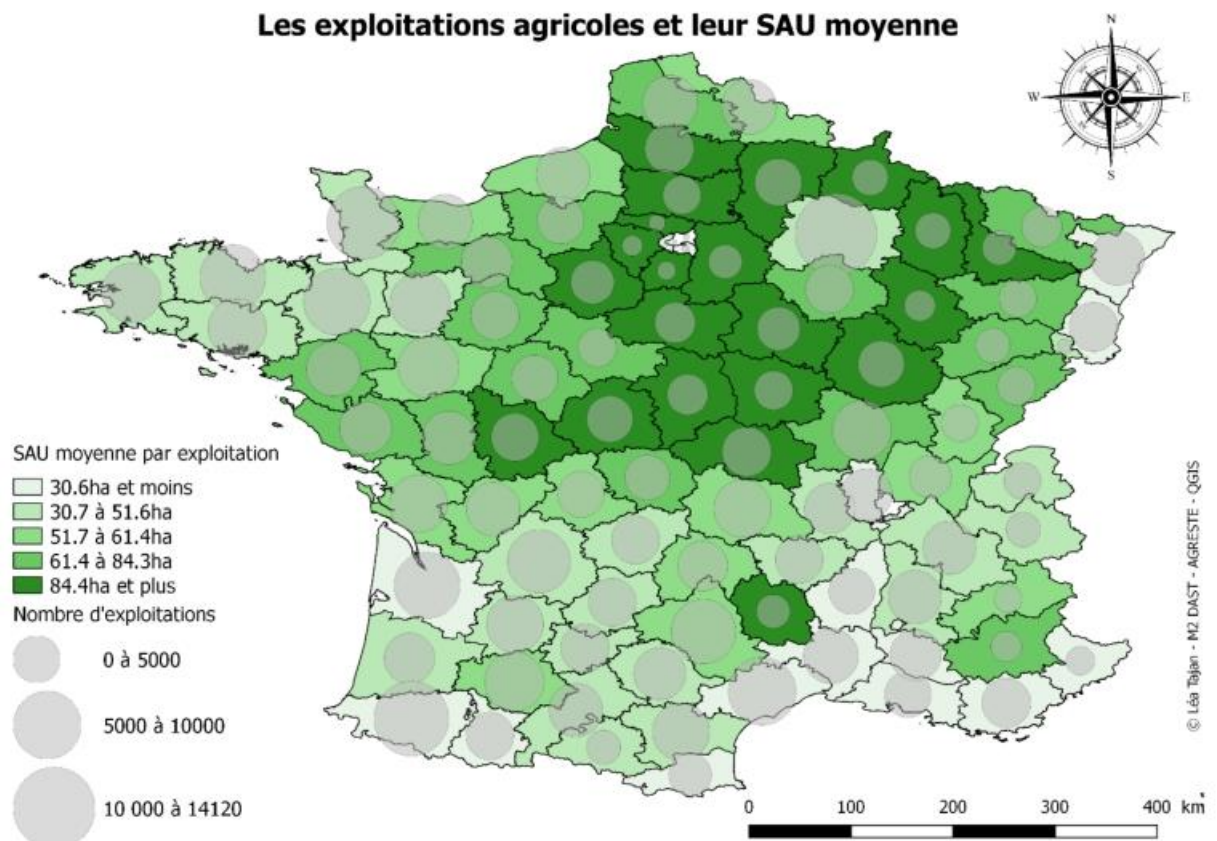 Les exploitations agricoles et leur SAU moyenne
N
W
E
S
SAU moyenne par exploitation
30.6ha et moins
30.7 à 51.6ha
51.7 à 61.4ha
61.4 à 84.3ha
84.4ha et plus
Nombre d'exploitations
0 à 5000
5000 à 10000
10 000 à 14120
© Léa Tajan - M2 DAST - AGRESTE - QGIS
0 100 200 300 400 km